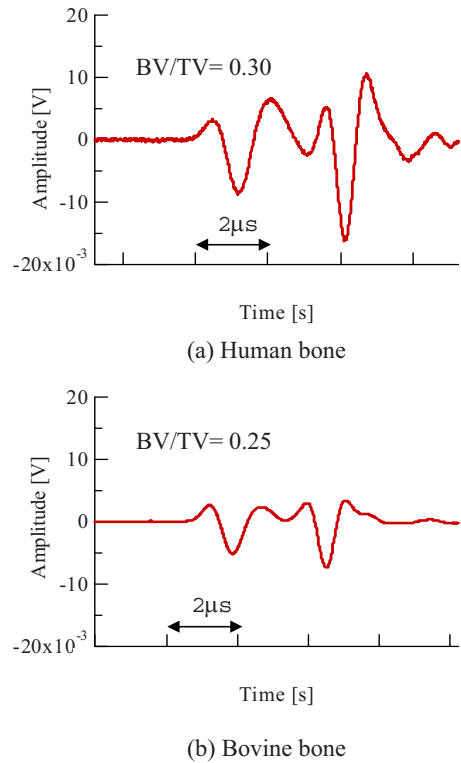 20
BV/TV= 0.30
10
0
-10
-20x10-3
Amplitude [V]
2μs
Time [s]
(a) Human bone
20
BV/TV= 0.25
10
0
-10
-20x10-3
Amplitude [V]
2μs
Time [s]
(b) Bovine bone